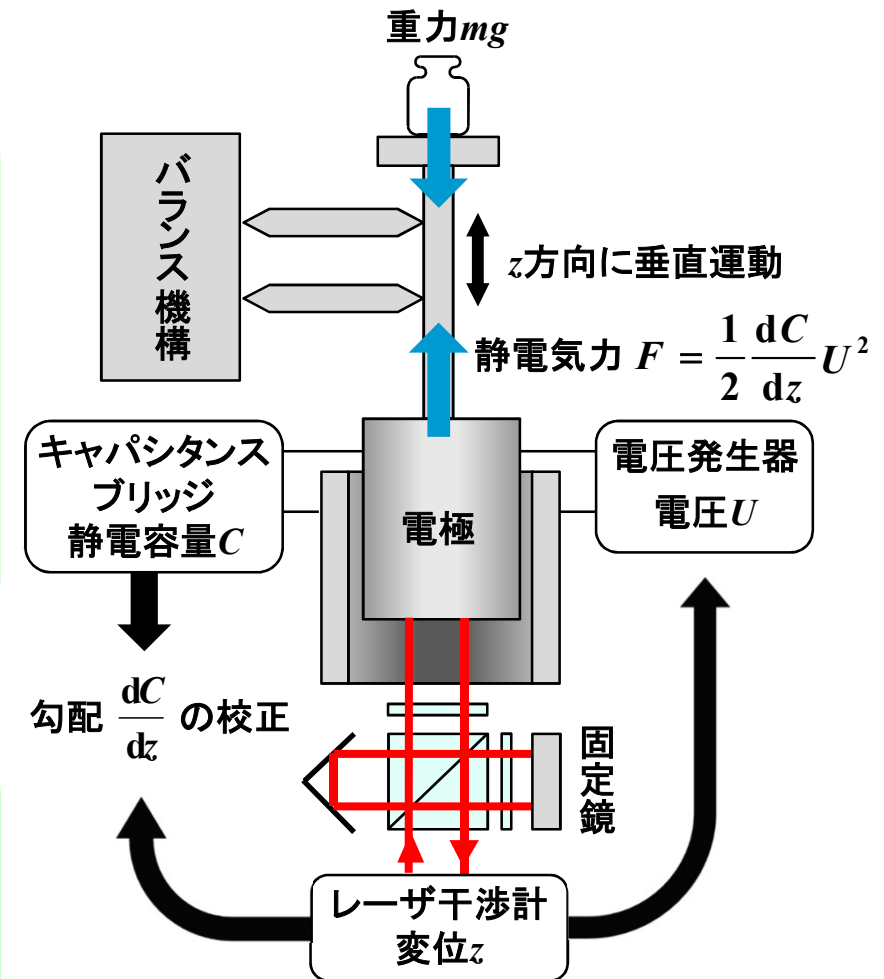 重力mg
バランス機構
z方向に垂直運動
静電気力 F = 1/2 dC/dz U²
キャパシタンス
ブリッジ
静電容量C
電極
電圧発生器
電圧U
勾配 dC/dz の校正
固定鏡
レーザ干渉計
変位z